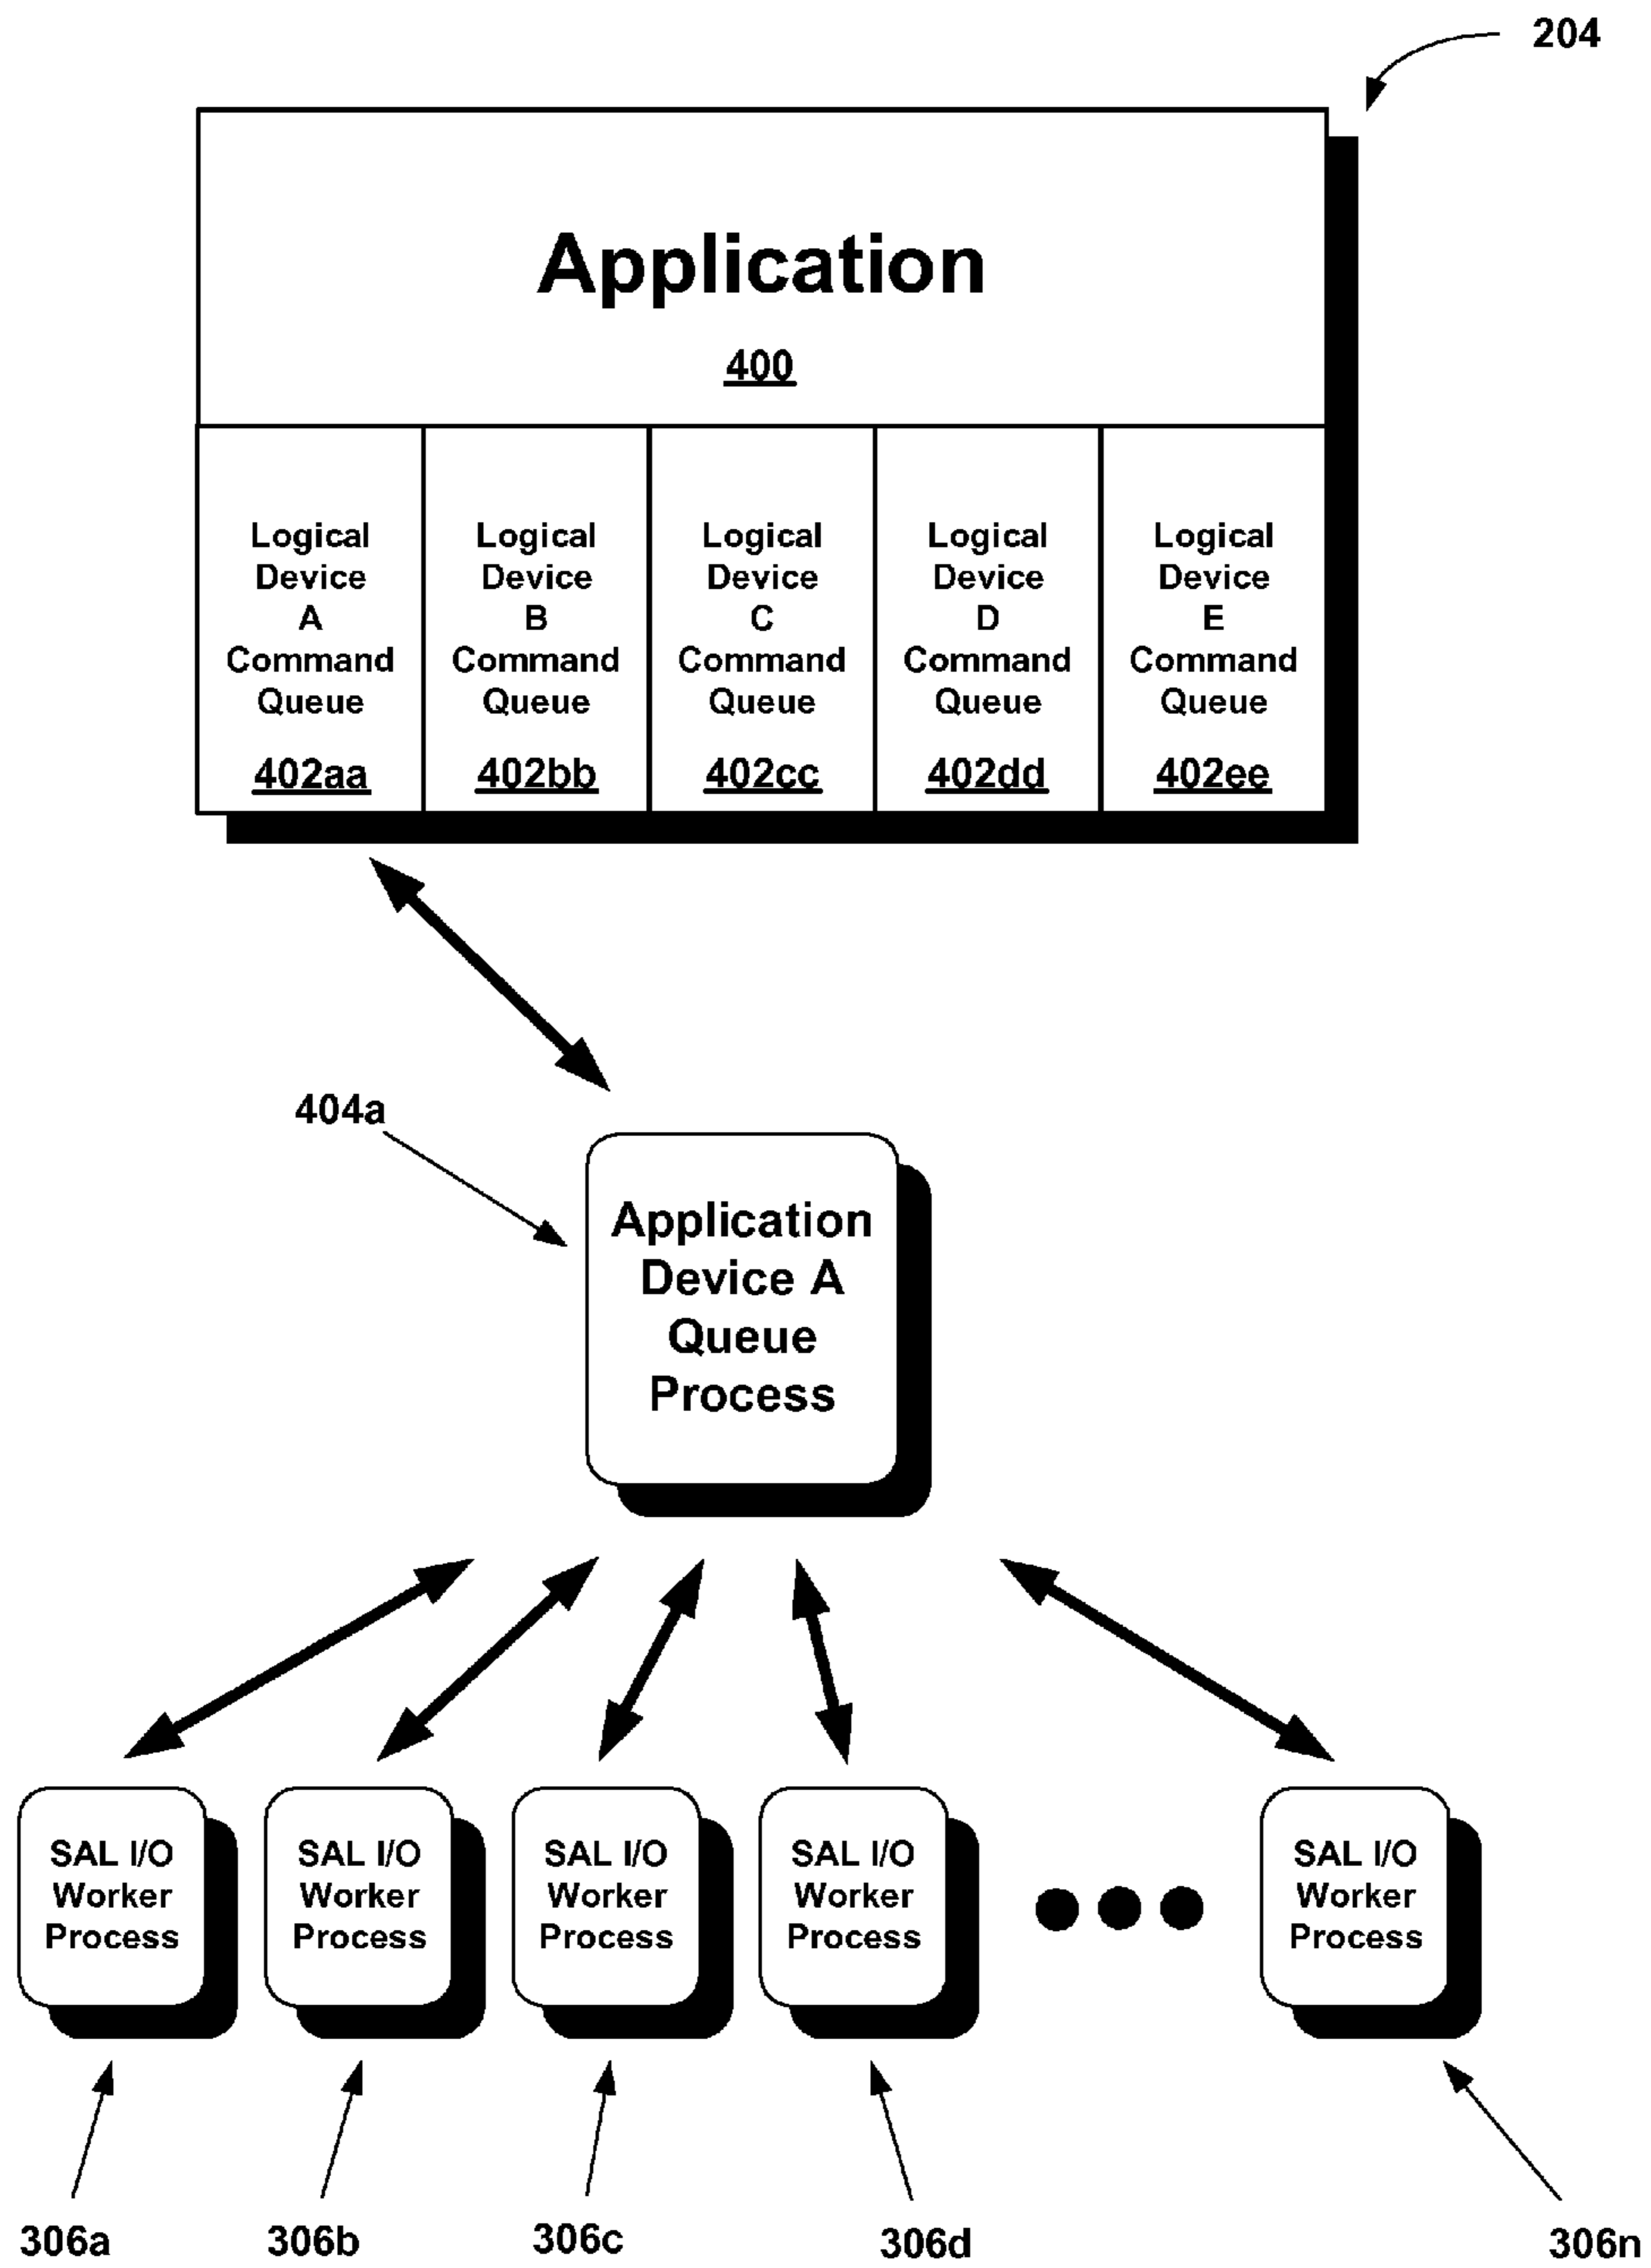 204
Application
400
Logical
Device
A
Command
Queue
402aa
Logical
Device
B
Command
Queue
402bb
Logical
Device
C
Command
Queue
402cc
Logical
Device
D
Command
Queue
402dd
Logical
Device
E
Command
Queue
402ee
404a
Application
Device A
Queue
Process
SAL I/O
Worker
Process
SAL I/O
Worker
Process
SAL I/O
Worker
Process
SAL I/O
Worker
Process
SAL I/O
Worker
Process
306a
306b
306c
306d
306n